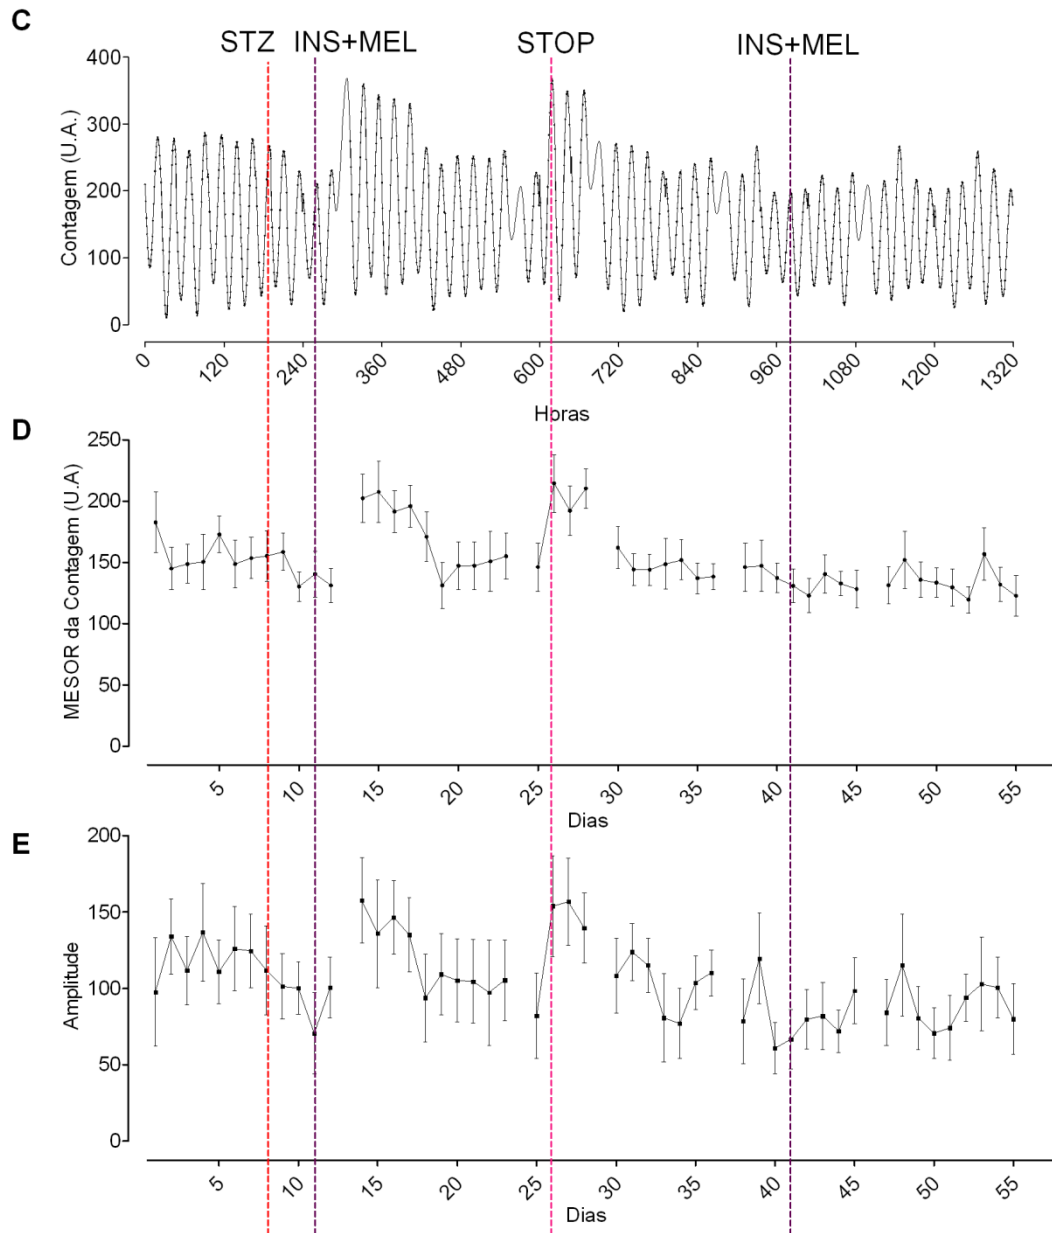 C
STZ INS+MEL STOP INS+MEL
Contagem (U.A.)
400
300
200
100
0
0 120 240 360 480 600 720 840 960 1080 1200 1320
Horas
D
MESOR da Contagem (U.A)
250
200
150
100
50
0
5 10 15 20 25 30 35 40 45 50 55
Dias
E
Amplitude
200
150
100
50
0
5 10 15 20 25 30 35 40 45 50 55
Dias